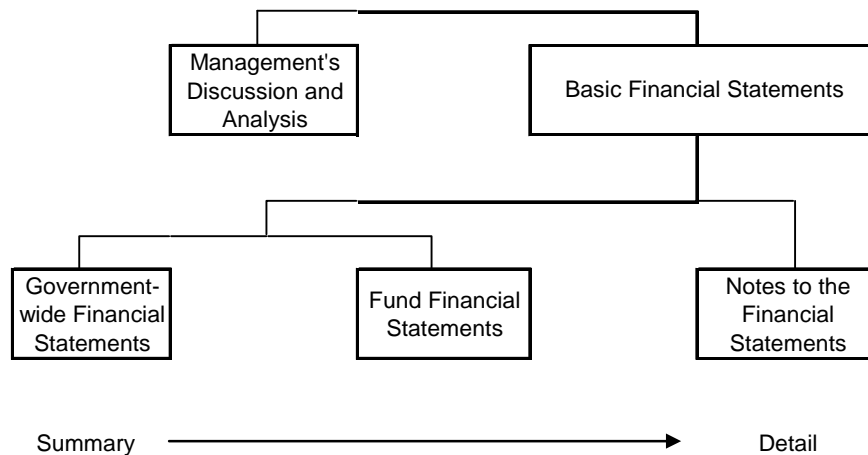 Management's
Discussion and
Analysis
Basic Financial Statements
Government-
wide Financial
Statements
Fund Financial
Statements
Notes to the
Financial
Statements
Summary
Detail